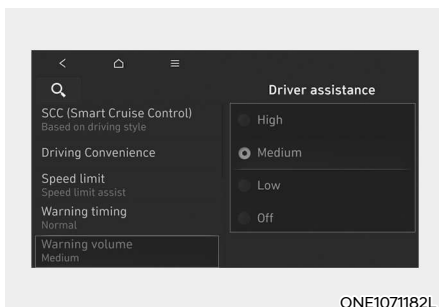 Driver assistance
SCC (Smart Cruise Control)
Based on driving style
Driving Convenience
Speed limit
Speed limit assist
Warning timing
Normal
Warning volume
Medium
High
Medium
Low
Off
ONE1071182L